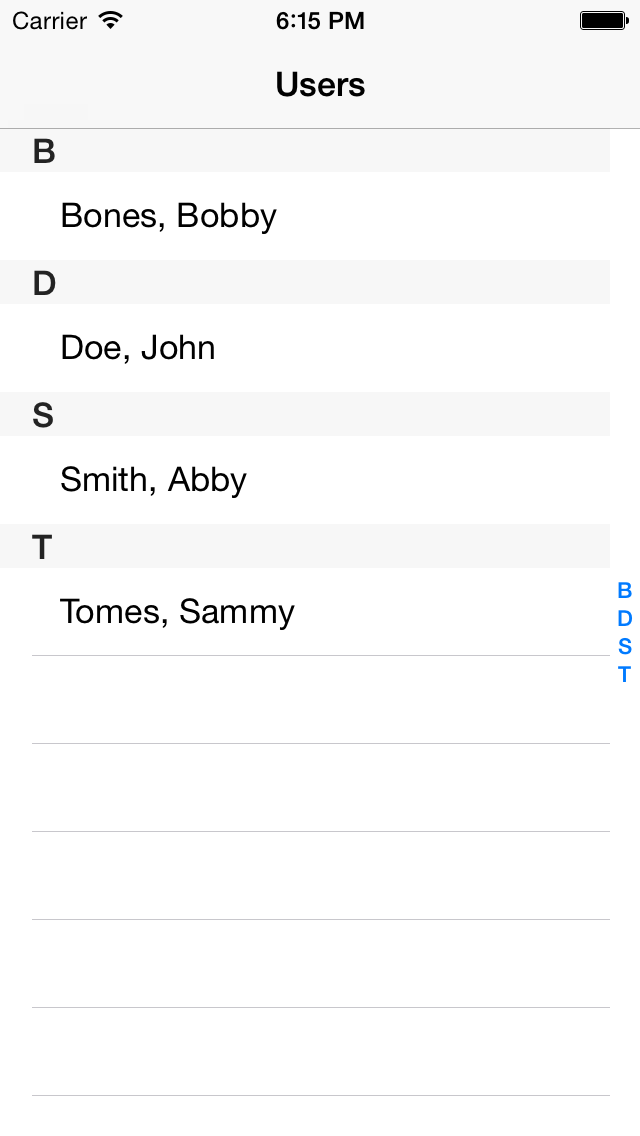 Carrier 6:15 PM
Users
B
Bones, Bobby
D
Doe, John
S
Smith, Abby
T
Tomes, Sammy
B
D
S
T